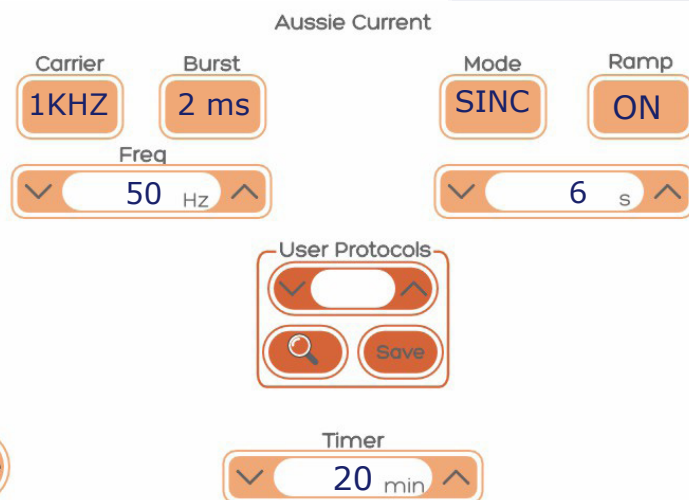 Aussie Current
Carrier Burst Mode Ramp
1KHZ 2 ms SINC ON
Freq
50 Hz 6 s
User Protocols
Save
Timer
20 min